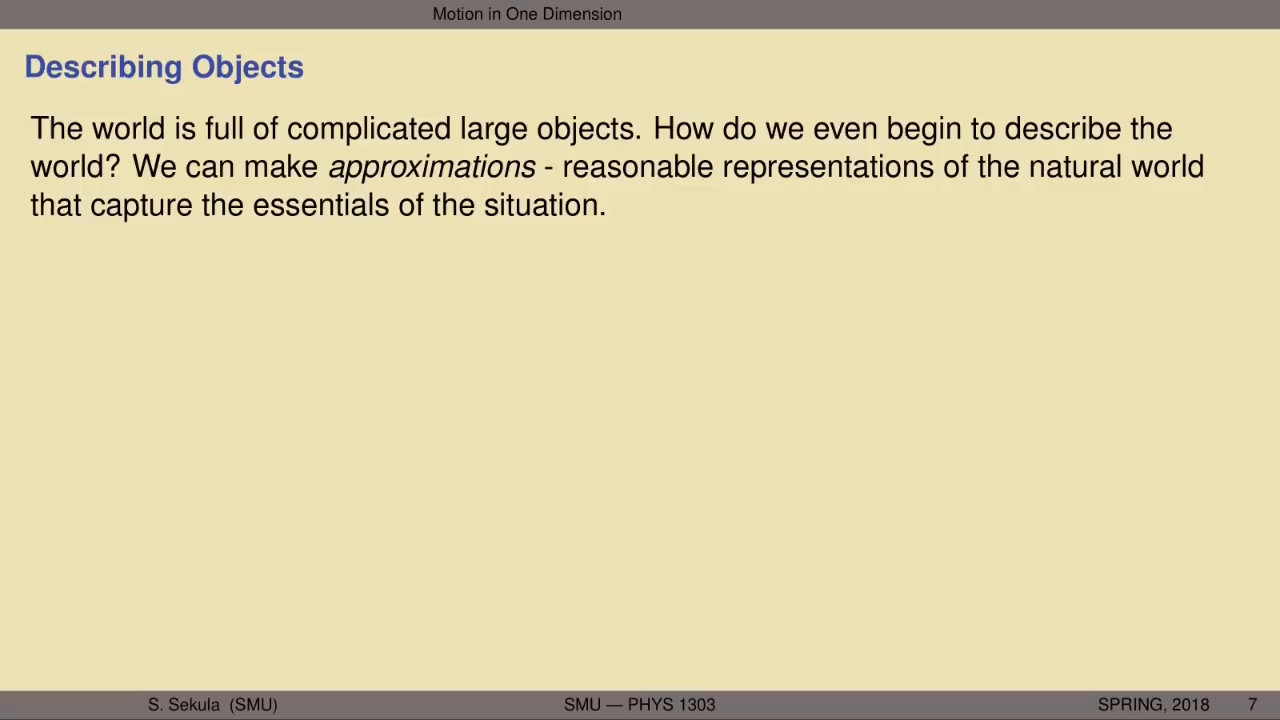 Motion in One Dimension
Describing Objects
The world is full of complicated large objects. How do we even begin to describe the
world? We can make approximations - reasonable representations of the natural world
that capture the essentials of the situation.
S. Sekula (SMU) SMU — PHYS 1303 SPRING, 2018 7